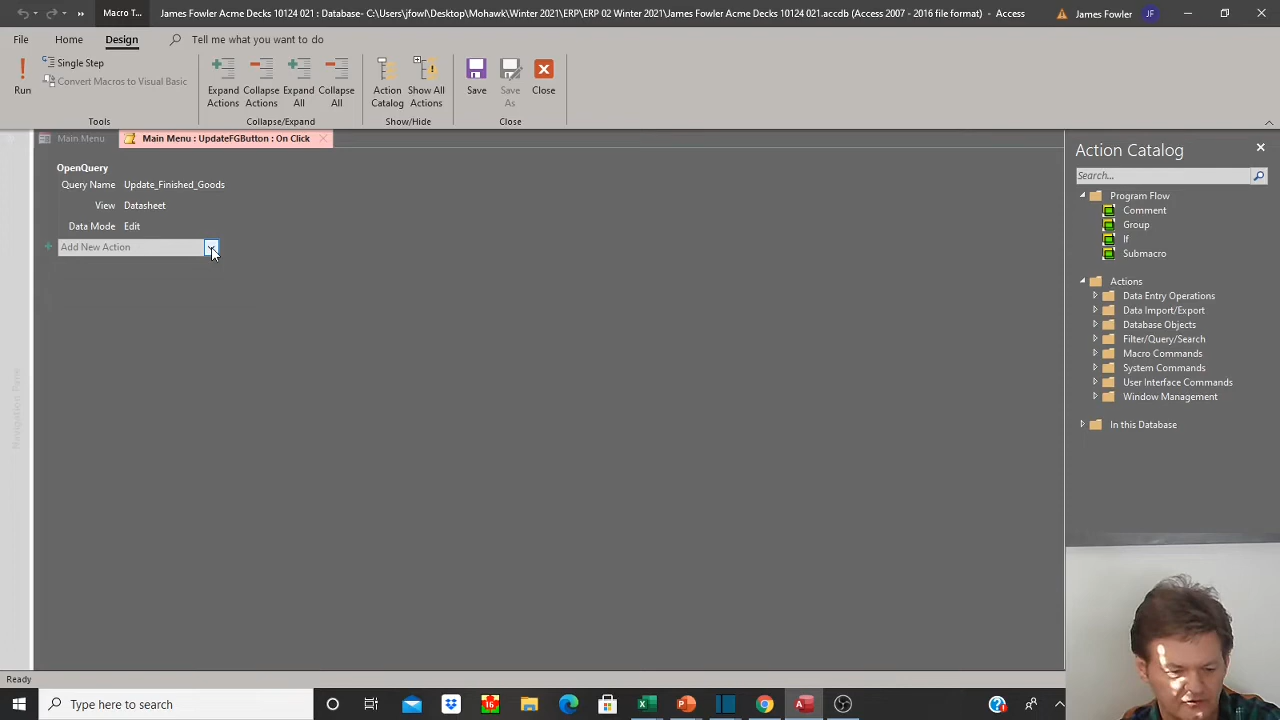 James Fowler Acme Decks 10124 021 : Database- C:\Users\jfowl\Desktop\Mohawk\Winter 2021\ERP\ERP 02 Winter 2021\James Fowler Acme Decks 10124 021.accdb (Access 2007 - 2016 file format) - Access
Macro T...
James Fowler
JF
File
Home
Design
Tell me what you want to do
Run
Single Step
Convert Macros to Visual Basic
Expand Actions
Collapse Actions
Expand All
Collapse All
Action Catalog
Show All Actions
Save
Save As
Close
Tools
Collapse/Expand
Show/Hide
Close
Main Menu
Main Menu : UpdateFGButton : On Click
OpenQuery
Query Name Update_Finished_Goods
View Datasheet
Data Mode Edit
Add New Action
Navigation Pane
Action Catalog
Search...
Program Flow
Comment
Group
If
Submacro
Actions
Data Entry Operations
Data Import/Export
Database Objects
Filter/Query/Search
Macro Commands
System Commands
User Interface Commands
Window Management
In this Database
Ready
Type here to search
16